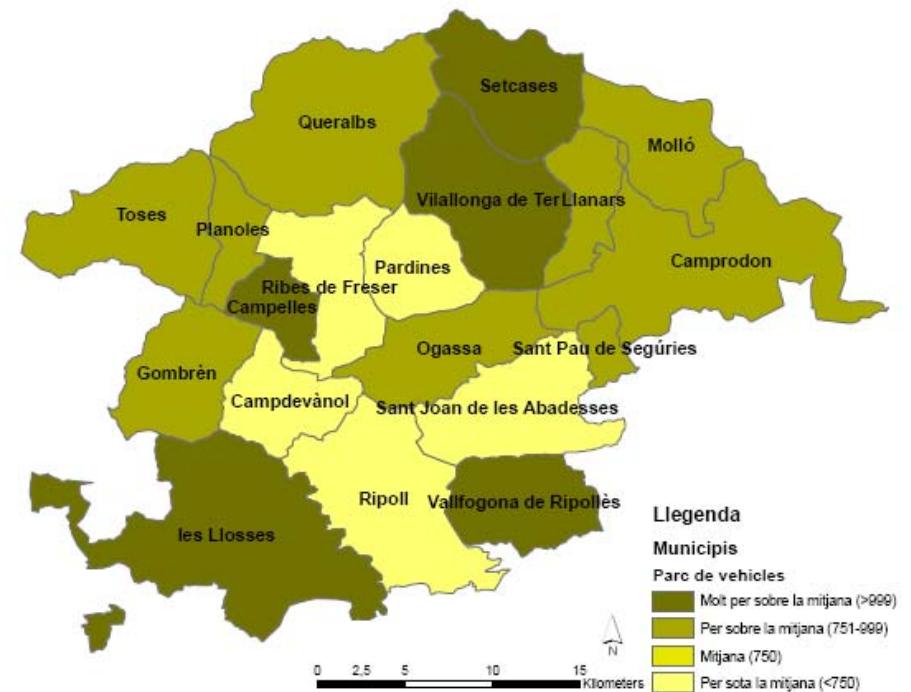 Setcases
Queralbs
Molló
Vilallonga de Ter
Llanars
Toses
Planoles
Pardines
Camprodon
Ribes de Freser
Campelles
Ogassa
Sant Pau de Segúries
Gombrèn
Campdevànol
Sant Joan de les Abadesses
Ripoll
Vallfogona de Ripollès
les Llosses
Llegenda
Municipis
Parc de vehicles
Molt per sobre la mitjana (>999)
Per sobre la mitjana (751-999)
Mitjana (750)
Per sota la mitjana (<750)
N
0 2,5 5 10 15
Kilometers